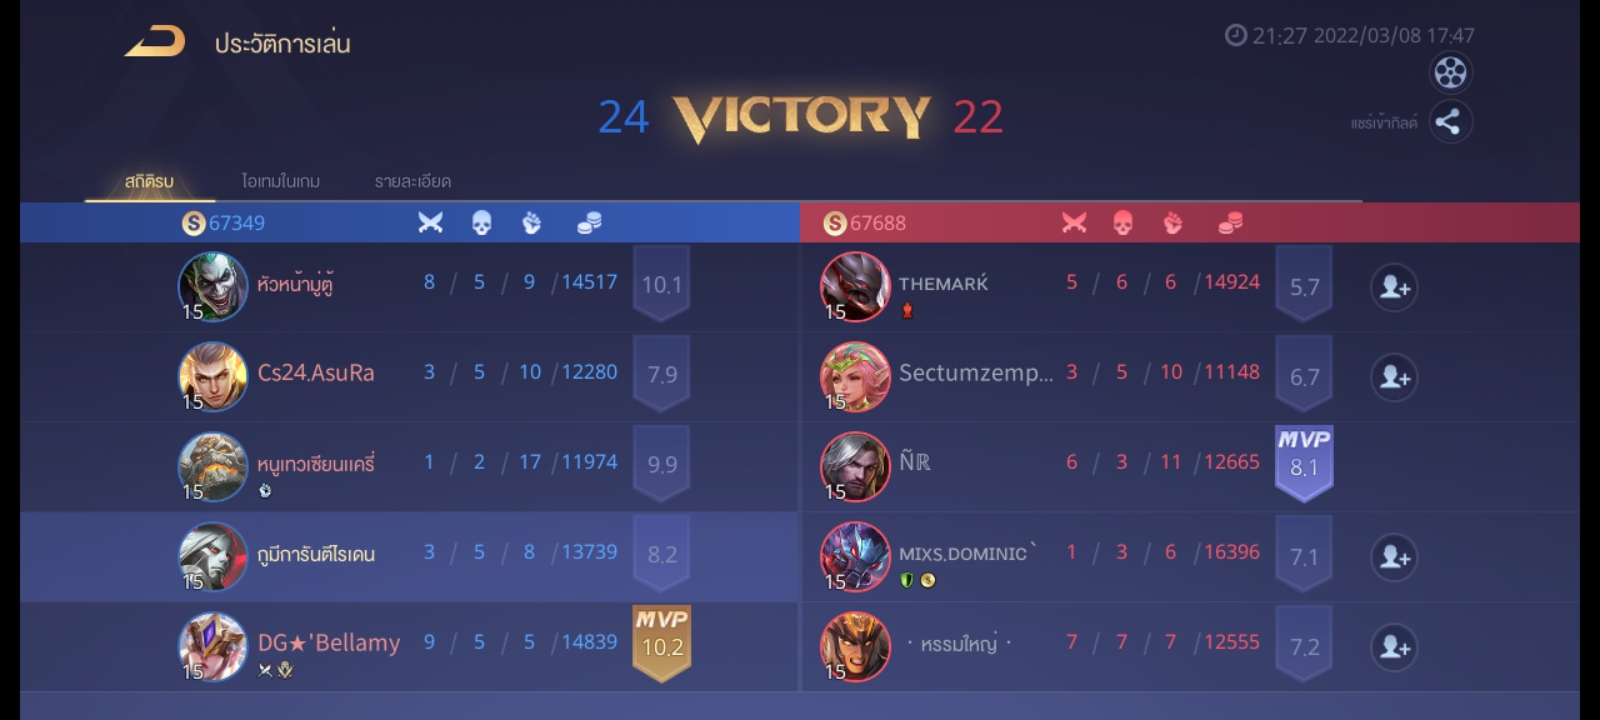 ประวัติการเล่น
21:27 2022/03/08 17:47
24 VICTORY 22
แชร์เข้ากิลด์
สถิติรบ ไอเทมในเกม รายละเอียด
S 67349 S 67688
15 หัวหน้ามู่ตู้ 8 / 5 / 9 /14517 10.1
15 THEMARḰ 5 / 6 / 6 /14924 5.7
15 Cs24.AsuRa 3 / 5 / 10 /12280 7.9
15 Sectumzemp... 3 / 5 / 10 /11148 6.7
15 หนูเทวเซียนแครี่ 1 / 2 / 17 /11974 9.9
15 Ñℝ 6 / 3 / 11 /12665 MVP 8.1
15 กูมีการันตีไรเดน 3 / 5 / 8 /13739 8.2
15 MIXS.DOMINIC` 1 / 3 / 6 /16396 7.1
15 DG★'Bellamy 9 / 5 / 5 /14839 MVP 10.2
15 · หรรมใหญ่ · 7 / 7 / 7 /12555 7.2